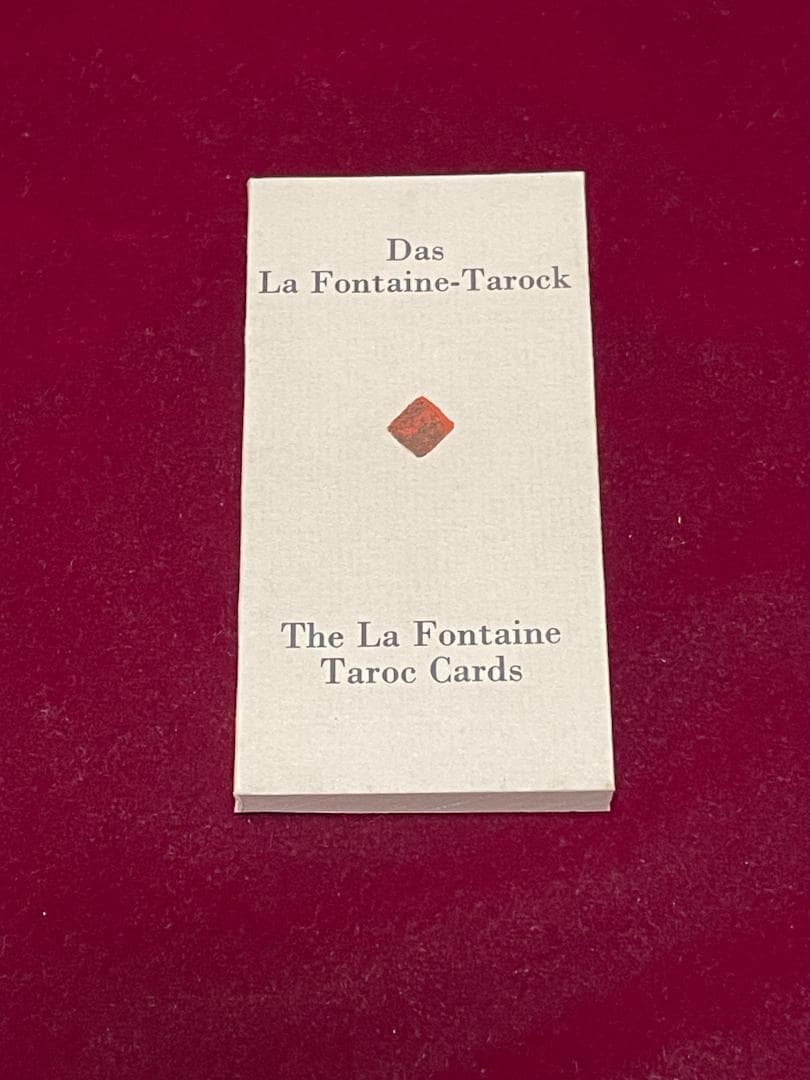 Das
La Fontaine-Tarock
The La Fontaine
Taroc Cards